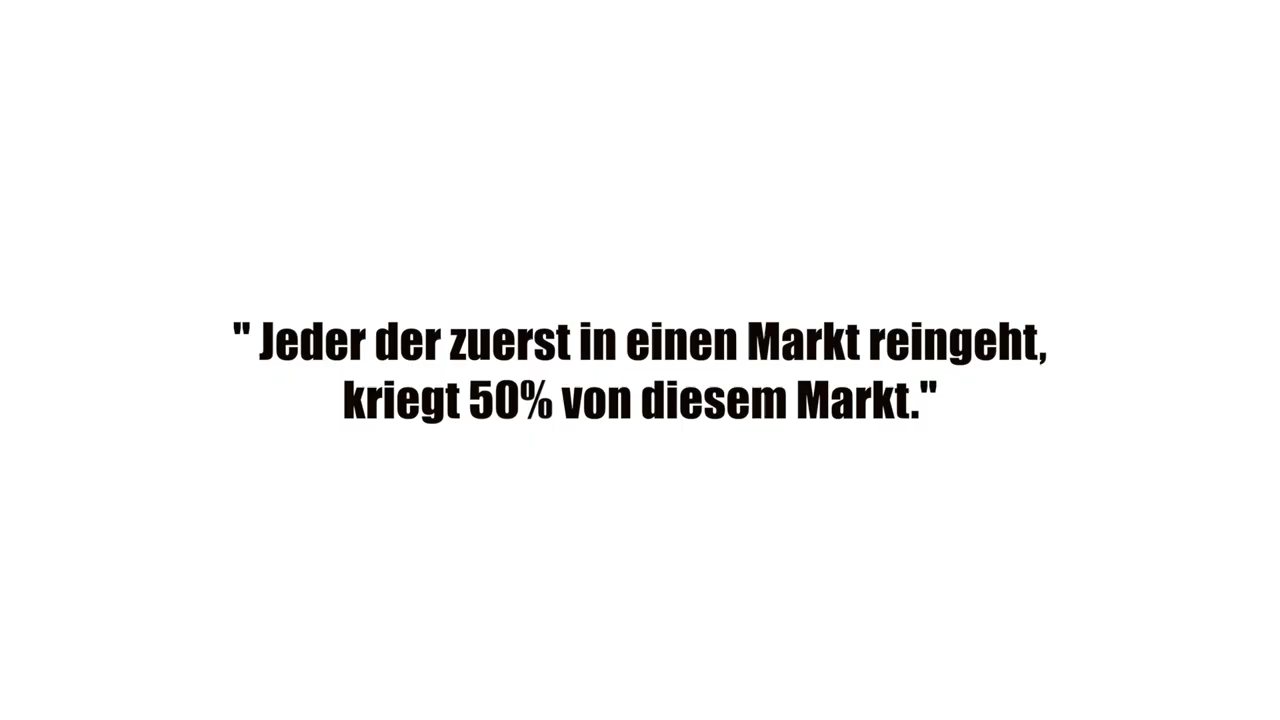 " Jeder der zuerst in einen Markt reingeht,
kriegt 50% von diesem Markt."